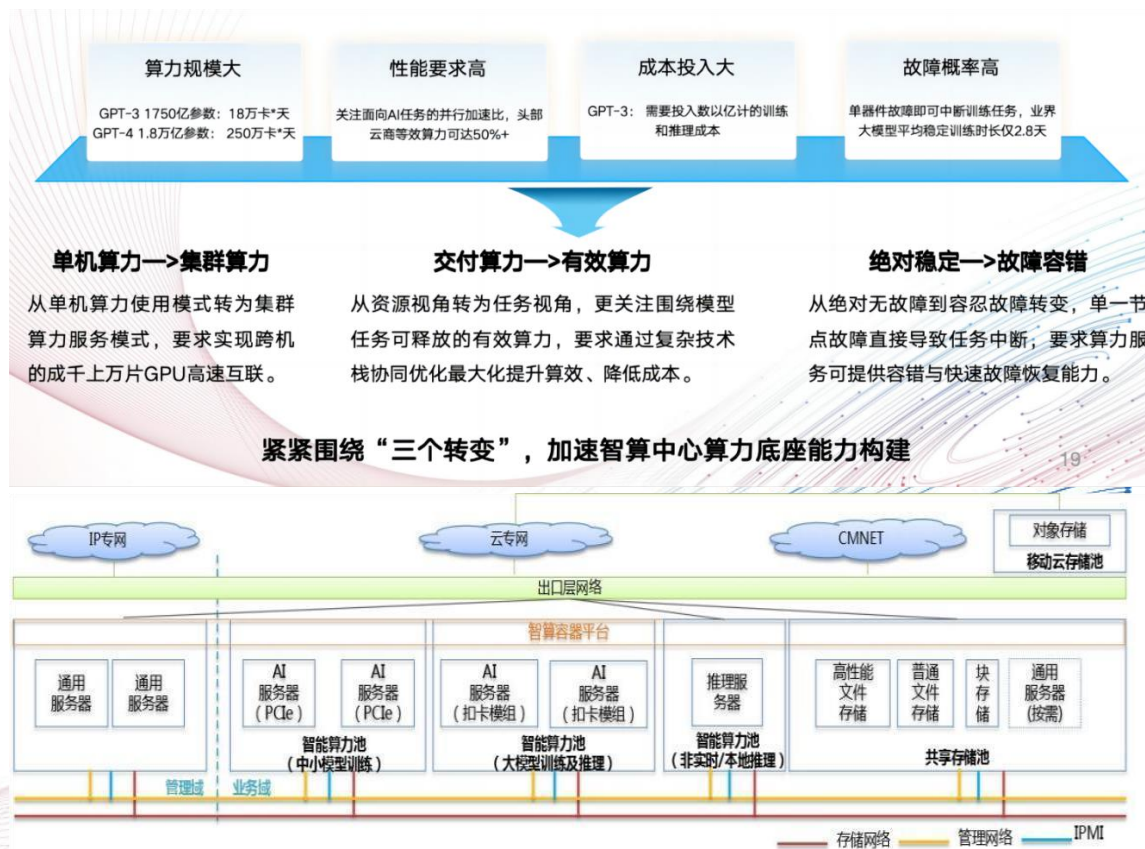 算力规模大
GPT-3 1750亿参数：18万卡*天
GPT-4 1.8万亿参数： 250万卡*天
性能要求高
关注面向AI任务的并行加速比，头部
云商等效算力可达50%+
成本投入大
GPT-3： 需要投入数以亿计的训练
和推理成本
故障概率高
单器件故障即可中断训练任务，业界
大模型平均稳定训练时长仅2.8天
单机算力—>集群算力
从单机算力使用模式转为集群
算力服务模式，要求实现跨机
的成千上万片GPU高速互联。
交付算力—>有效算力
从资源视角转为任务视角，更关注围绕模型
任务可释放的有效算力，要求通过复杂技术
栈协同优化最大化提升算效、降低成本。
绝对稳定—>故障容错
从绝对无故障到容忍故障转变，单一节
点故障直接导致任务中断，要求算力服
务可提供容错与快速故障恢复能力。
紧紧围绕“三个转变”，加速智算中心算力底座能力构建
19
IP专网
云专网
CMNET
对象存储
移动云存储池
出口层网络
智算容器平台
通用
服务器
通用
服务器
AI
服务器
（PCIe）
AI
服务器
（PCIe）
智能算力池
（中小模型训练）
AI
服务器
（扣卡模组）
AI
服务器
（扣卡模组）
智能算力池
（大模型训练及推理）
推理服
务器
智能算力池
（非实时/本地推理）
高性能
文件
存储
普通
文件
存储
块
存
储
通用
服务器
(按需)
共享存储池
管理域
业务域
存储网络
管理网络
IPMI